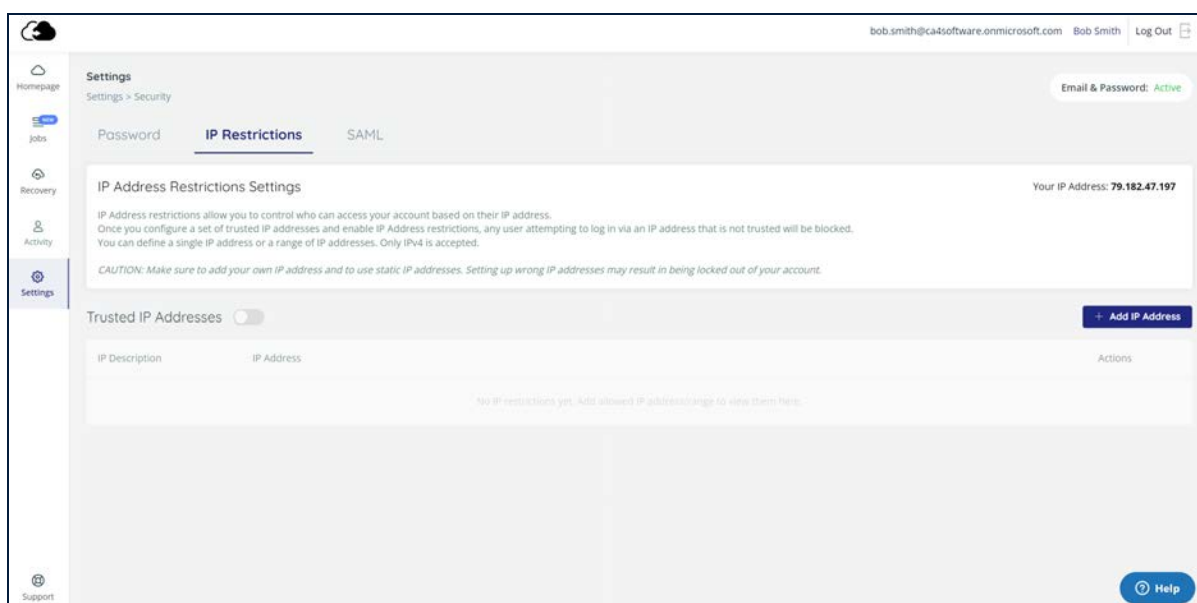 bob.smith@ca4software.onmicrosoft.com Bob Smith Log Out
Homepage
NEW
Jobs
Recovery
Activity
Settings
Support
Settings
Settings > Security
Email & Password: Active
Password IP Restrictions SAML
IP Address Restrictions Settings
Your IP Address: 79.182.47.197
IP Address restrictions allow you to control who can access your account based on their IP address.
Once you configure a set of trusted IP addresses and enable IP Address restrictions, any user attempting to log in via an IP address that is not trusted will be blocked.
You can define a single IP address or a range of IP addresses. Only IPv4 is accepted.
CAUTION: Make sure to add your own IP address and to use static IP addresses. Setting up wrong IP addresses may result in being locked out of your account.
Trusted IP Addresses
+ Add IP Address
IP Description IP Address Actions
No IP restrictions yet. Add allowed IP address/range to view them here.
Help